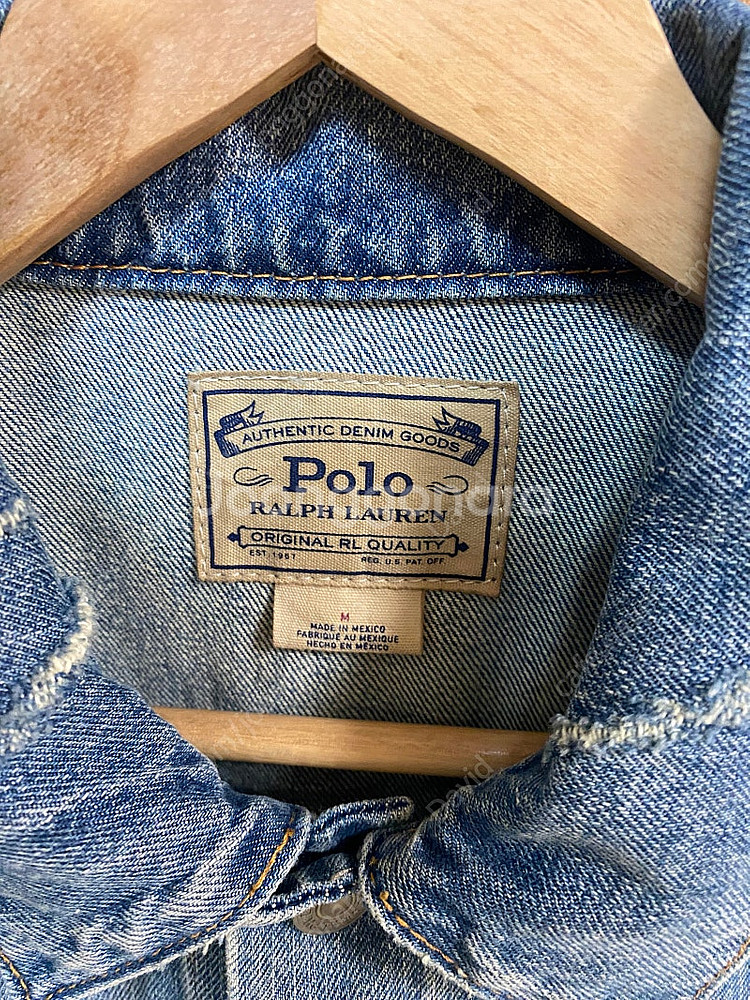 AUTHENTIC DENIM GOODS
Polo
RALPH LAUREN
ORIGINAL RL QUALITY
EST. 1967 REG. U.S. PAT. OFF.
M
MADE IN MEXICO
FABRIQUÉ AU MEXIQUE
HECHO EN MÉXICO
David